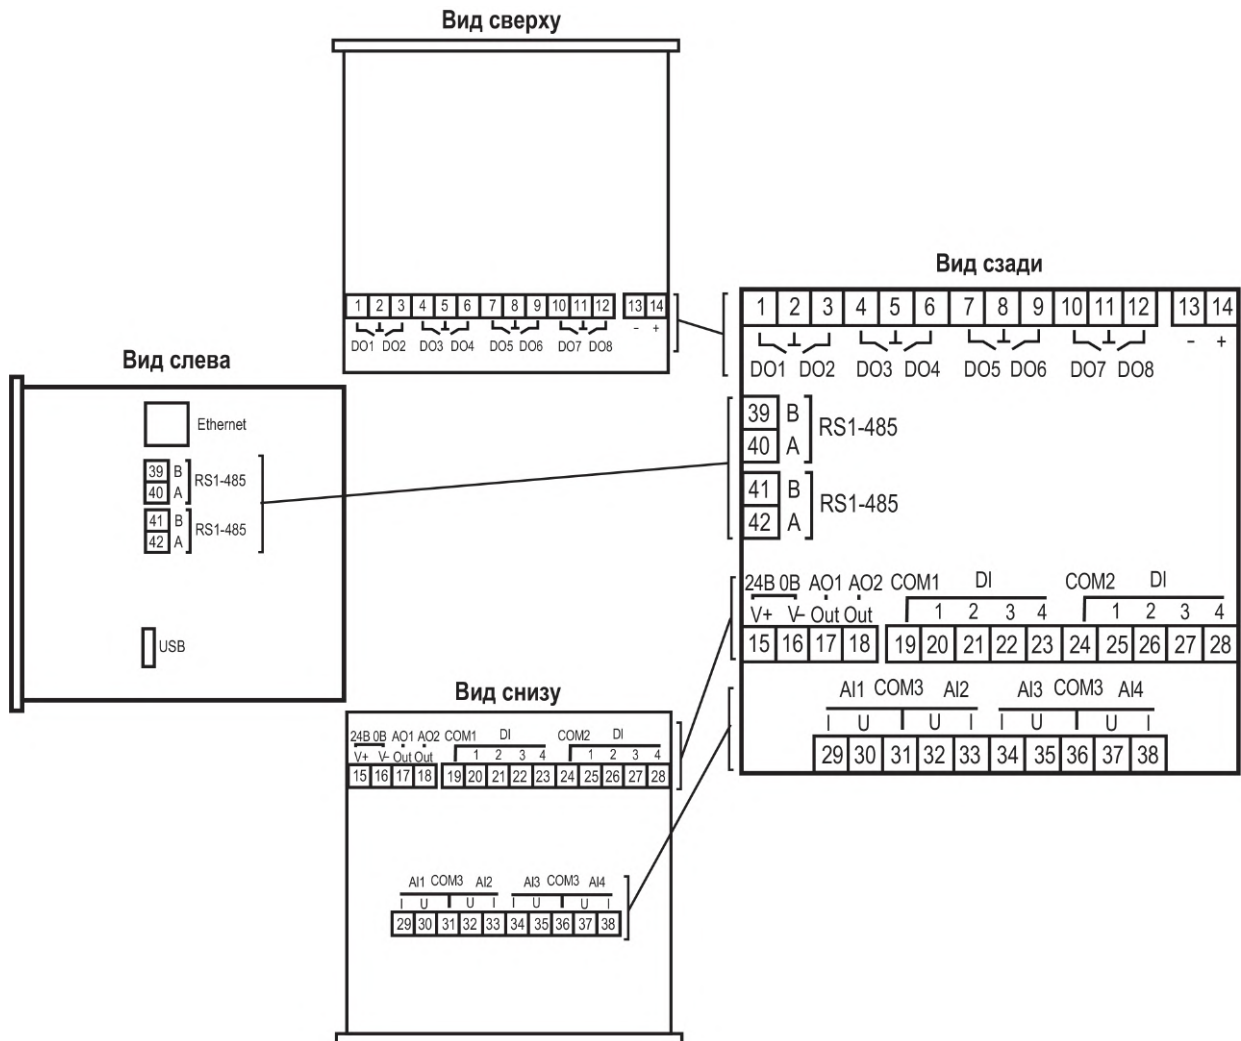 Вид сверху
1 2 3 4 5 6 7 8 9 10 11 12 13 14
DO1 DO2 DO3 DO4 DO5 DO6 DO7 DO8 - +
Вид слева
Ethernet
39 B
40 A
RS1-485
41 B
42 A
RS1-485
USB
Вид сзади
1 2 3 4 5 6 7 8 9 10 11 12 13 14
- +
DO1 DO2 DO3 DO4 DO5 DO6 DO7 DO8
39 B
40 A
RS1-485
41 B
42 A
RS1-485
24В 0В AO1 AO2 COM1 DI COM2 DI
V+ V- Out Out 1 2 3 4 1 2 3 4
15 16 17 18 19 20 21 22 23 24 25 26 27 28
AI1 COM3 AI2 AI3 COM3 AI4
I U U I I U U I
29 30 31 32 33 34 35 36 37 38
Вид снизу
24В 0В AO1 AO2 COM1 DI COM2 DI
V+ V- Out Out 1 2 3 4 1 2 3 4
15 16 17 18 19 20 21 22 23 24 25 26 27 28
AI1 COM3 AI2 AI3 COM3 AI4
I U U I I U U I
29 30 31 32 33 34 35 36 37 38